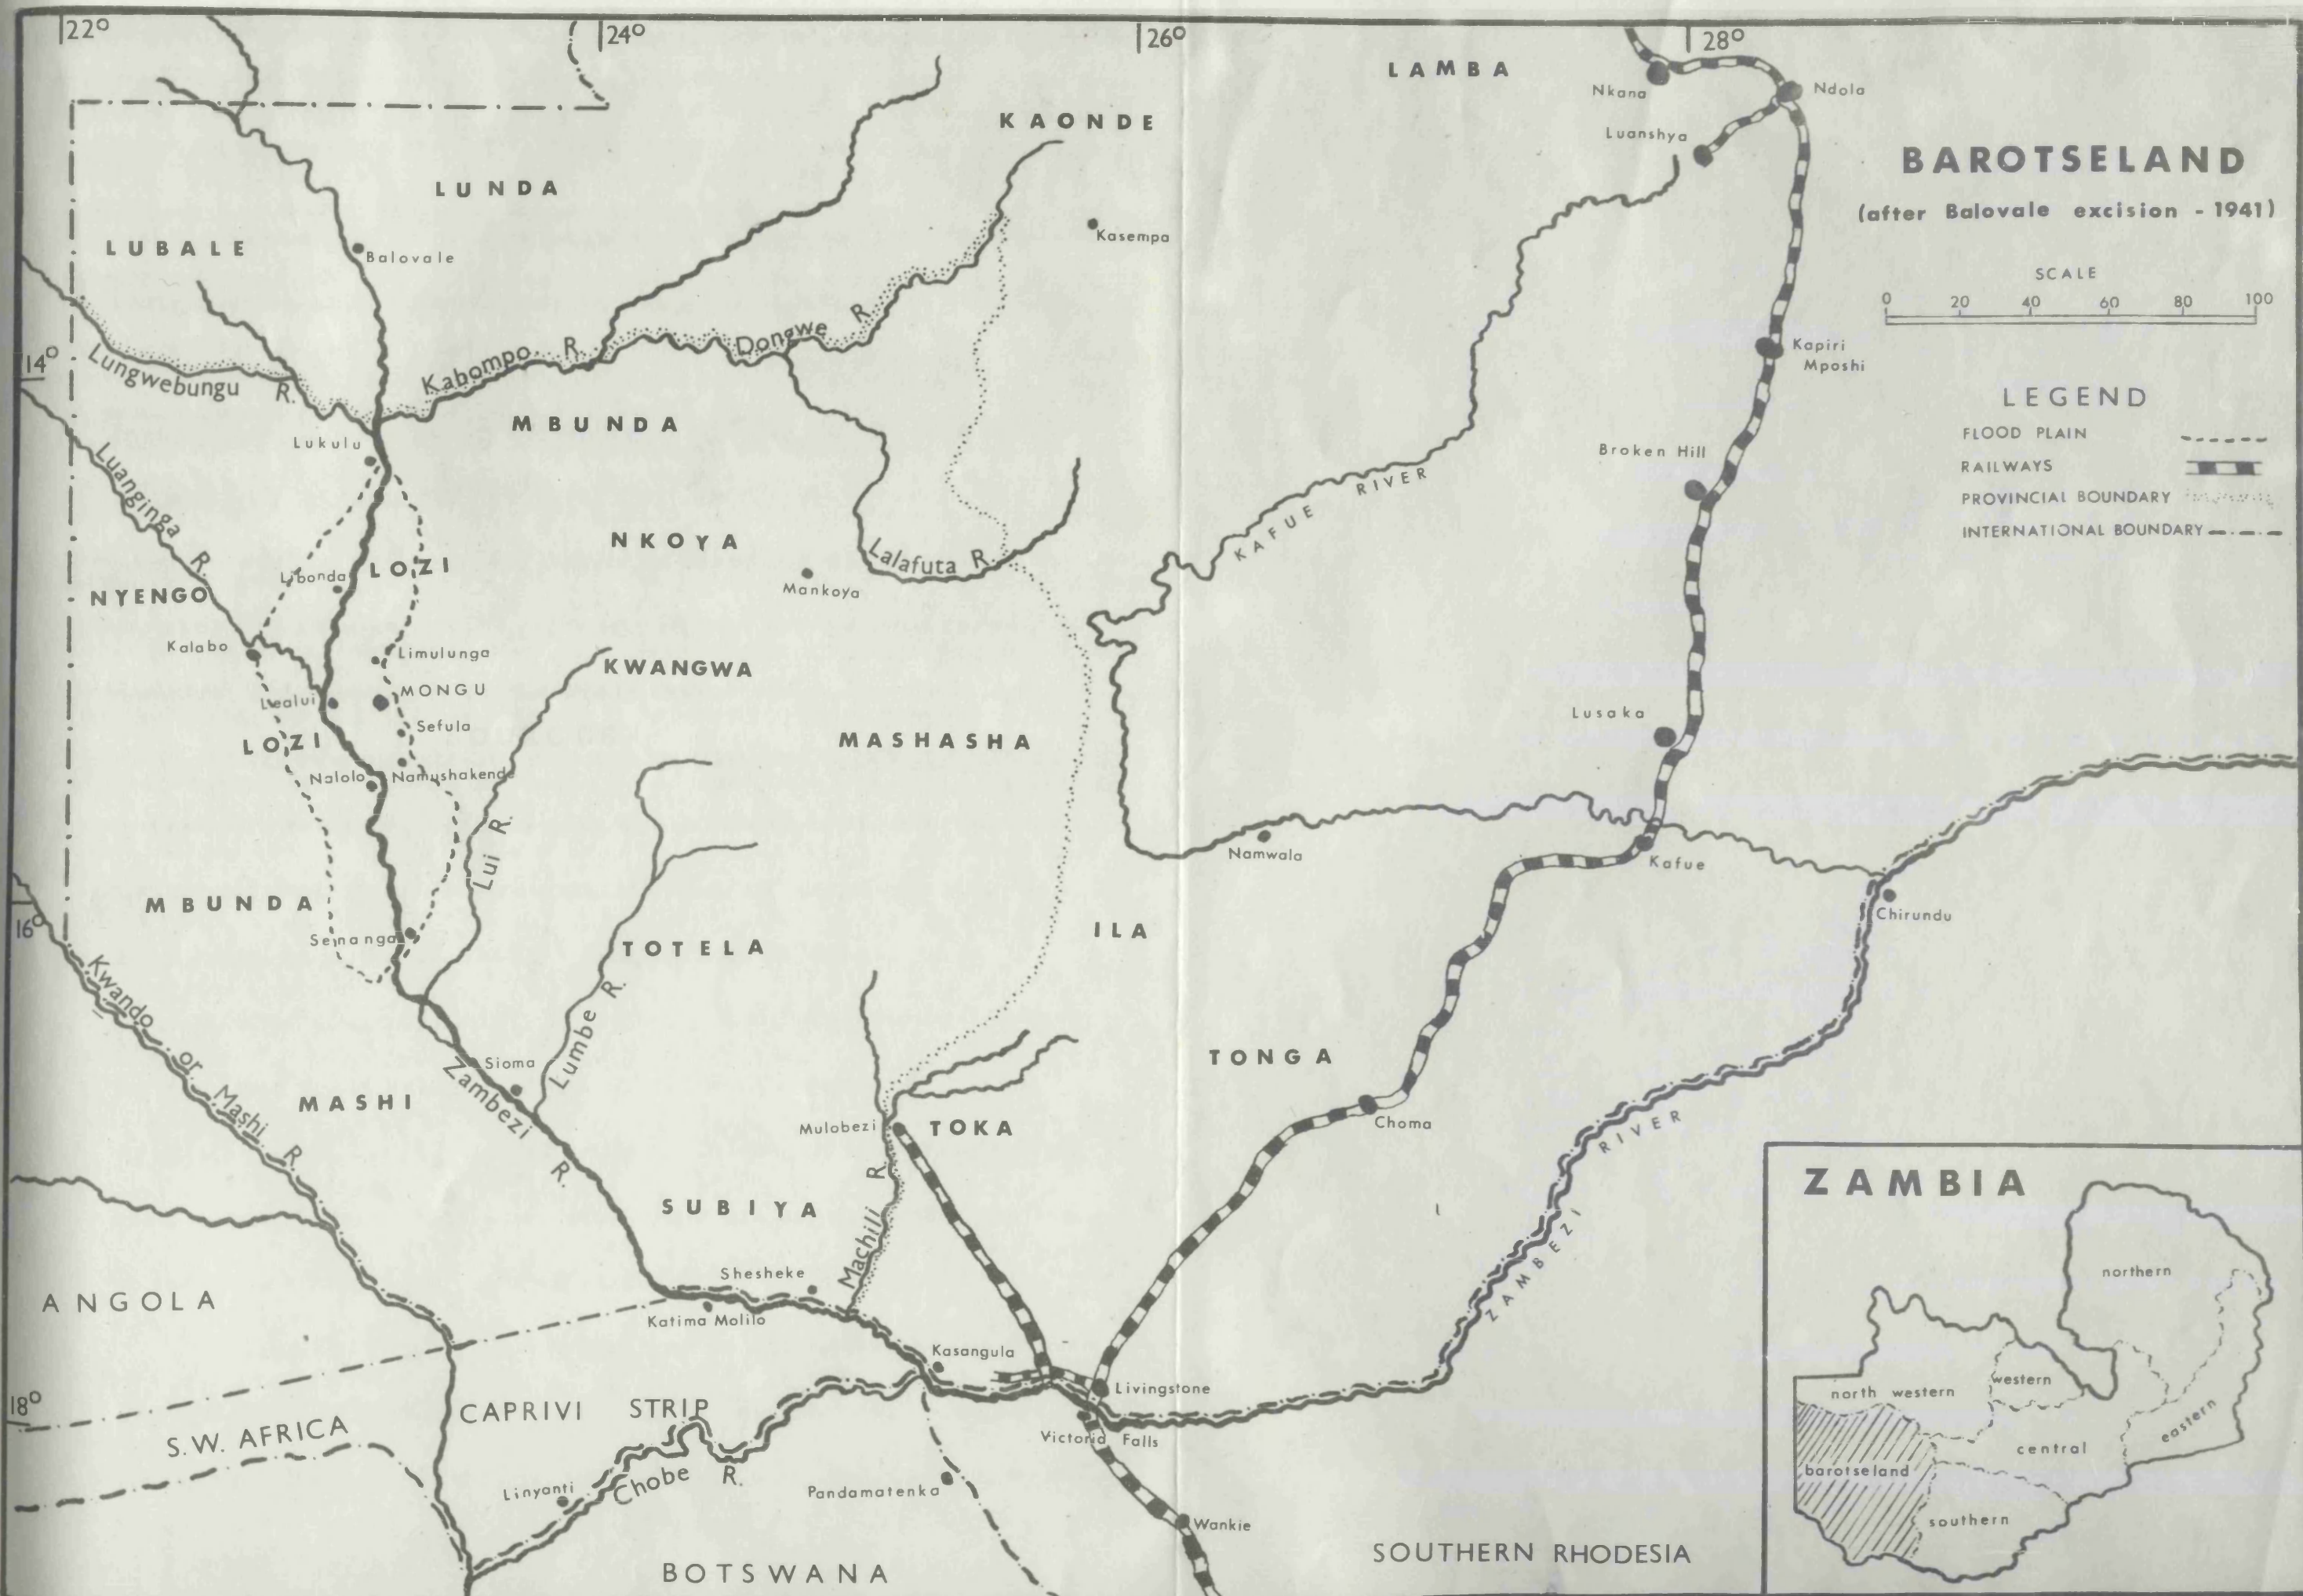 22°
24°
26°
28°
LAMBA
Nkana
Ndola
KAONDE
Luanshya
BAROTSELAND
(after Balovale excision - 1941)
LUNDA
LUBALE
Balovale
Kasempa
SCALE
0 20 40 60 80 100
14°
Lungwebungu R.
Kabompo R.
Dongwe R.
Kapiri
Mposhi
LEGEND
FLOOD PLAIN
RAILWAYS
PROVINCIAL BOUNDARY
INTERNATIONAL BOUNDARY
MBUNDA
Lukulu
Luanginga R.
Broken Hill
KAFUE RIVER
NKOYA
Lalafuta R.
Libonda
LOZI
Mankoya
NYENGO
Kalabo
Limulunga
KWANGWA
MONGU
Lealui
Sefula
LOZI
MASHASHA
Lusaka
Nalolo
Namushakende
Lui R.
Namwala
Kafue
MBUNDA
16°
Senanga
TOTELA
ILA
Chirundu
Kwando or Mashi R.
Lumbe R.
Sioma
Zambezi R.
MASHI
TONGA
Mulobezi
TOKA
Choma
ZAMBEZI RIVER
SUBIYA
Machili R.
Shesheke
Katima Molilo
ANGOLA
Kasangula
Livingstone
18°
CAPRIVI STRIP
S.W. AFRICA
Victoria Falls
Linyanti
Chobe R.
Pandamatenka
Wankie
BOTSWANA
SOUTHERN RHODESIA
ZAMBIA
northern
north western
western
eastern
central
barotseland
southern